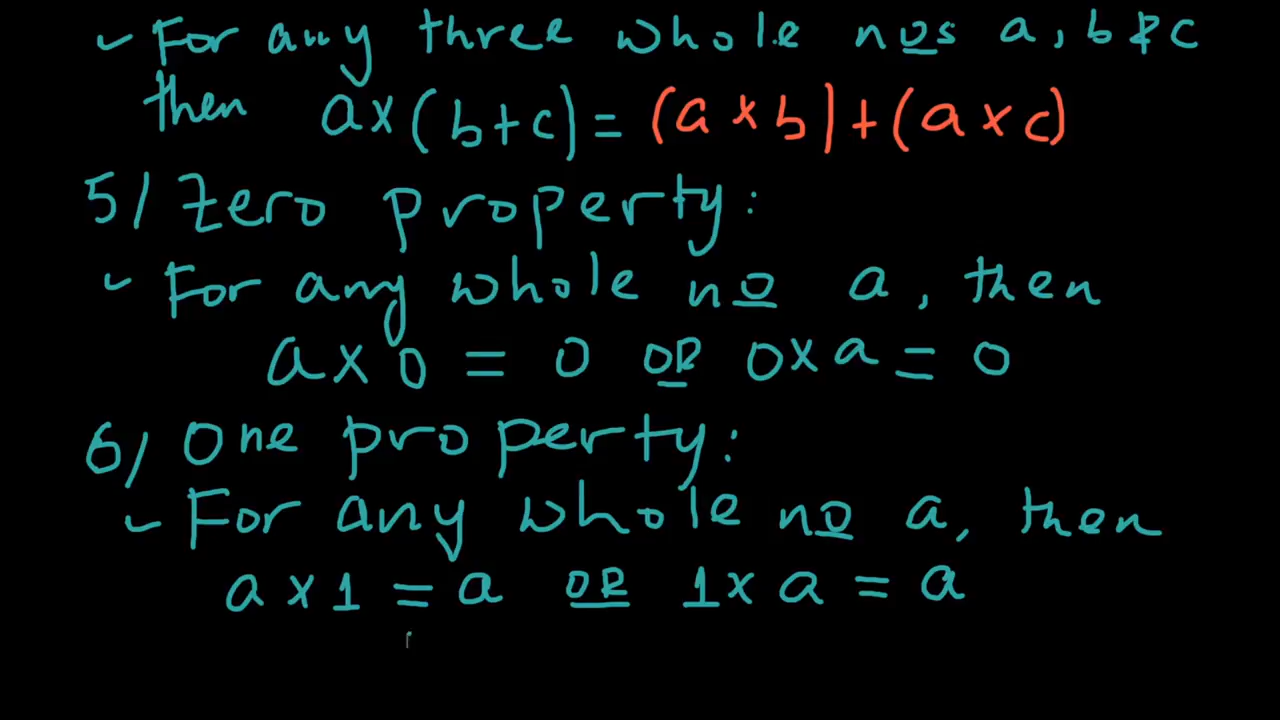 ✓ For any three whole nos a, b & c
then a×(b+c) = (a × b)+(a × c)
5/ Zero property:
✓ For any whole no a, then
a × 0 = 0 OR 0 × a = 0
6/ One property:
✓ For any whole no a, then
a × 1 = a OR 1 × a = a